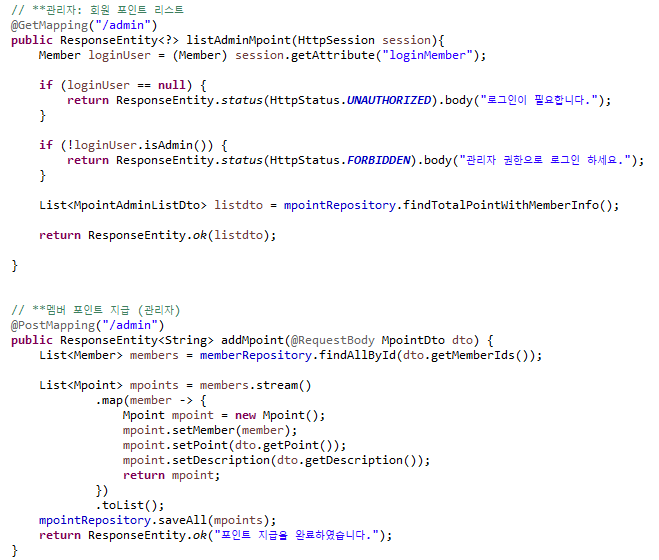 // **관리자: 회원 포인트 리스트
@GetMapping("/admin")
public ResponseEntity<?> listAdminMpoint(HttpSession session){
    Member loginUser = (Member) session.getAttribute("loginMember");

    if (loginUser == null) {
        return ResponseEntity.status(HttpStatus.UNAUTHORIZED).body("로그인이 필요합니다.");
    }

    if (!loginUser.isAdmin()) {
        return ResponseEntity.status(HttpStatus.FORBIDDEN).body("관리자 권한으로 로그인 하세요.");
    }

    List<MpointAdminListDto> listdto = mpointRepository.findTotalPointWithMemberInfo();

    return ResponseEntity.ok(listdto);

}


// **멤버 포인트 지급 (관리자)
@PostMapping("/admin")
public ResponseEntity<String> addMpoint(@RequestBody MpointDto dto) {
    List<Member> members = memberRepository.findAllById(dto.getMemberIds());

    List<Mpoint> mpoints = members.stream()
            .map(member -> {
                Mpoint mpoint = new Mpoint();
                mpoint.setMember(member);
                mpoint.setPoint(dto.getPoint());
                mpoint.setDescription(dto.getDescription());
                return mpoint;
            })
            .toList();
    mpointRepository.saveAll(mpoints);
    return ResponseEntity.ok("포인트 지급을 완료하였습니다.");
}